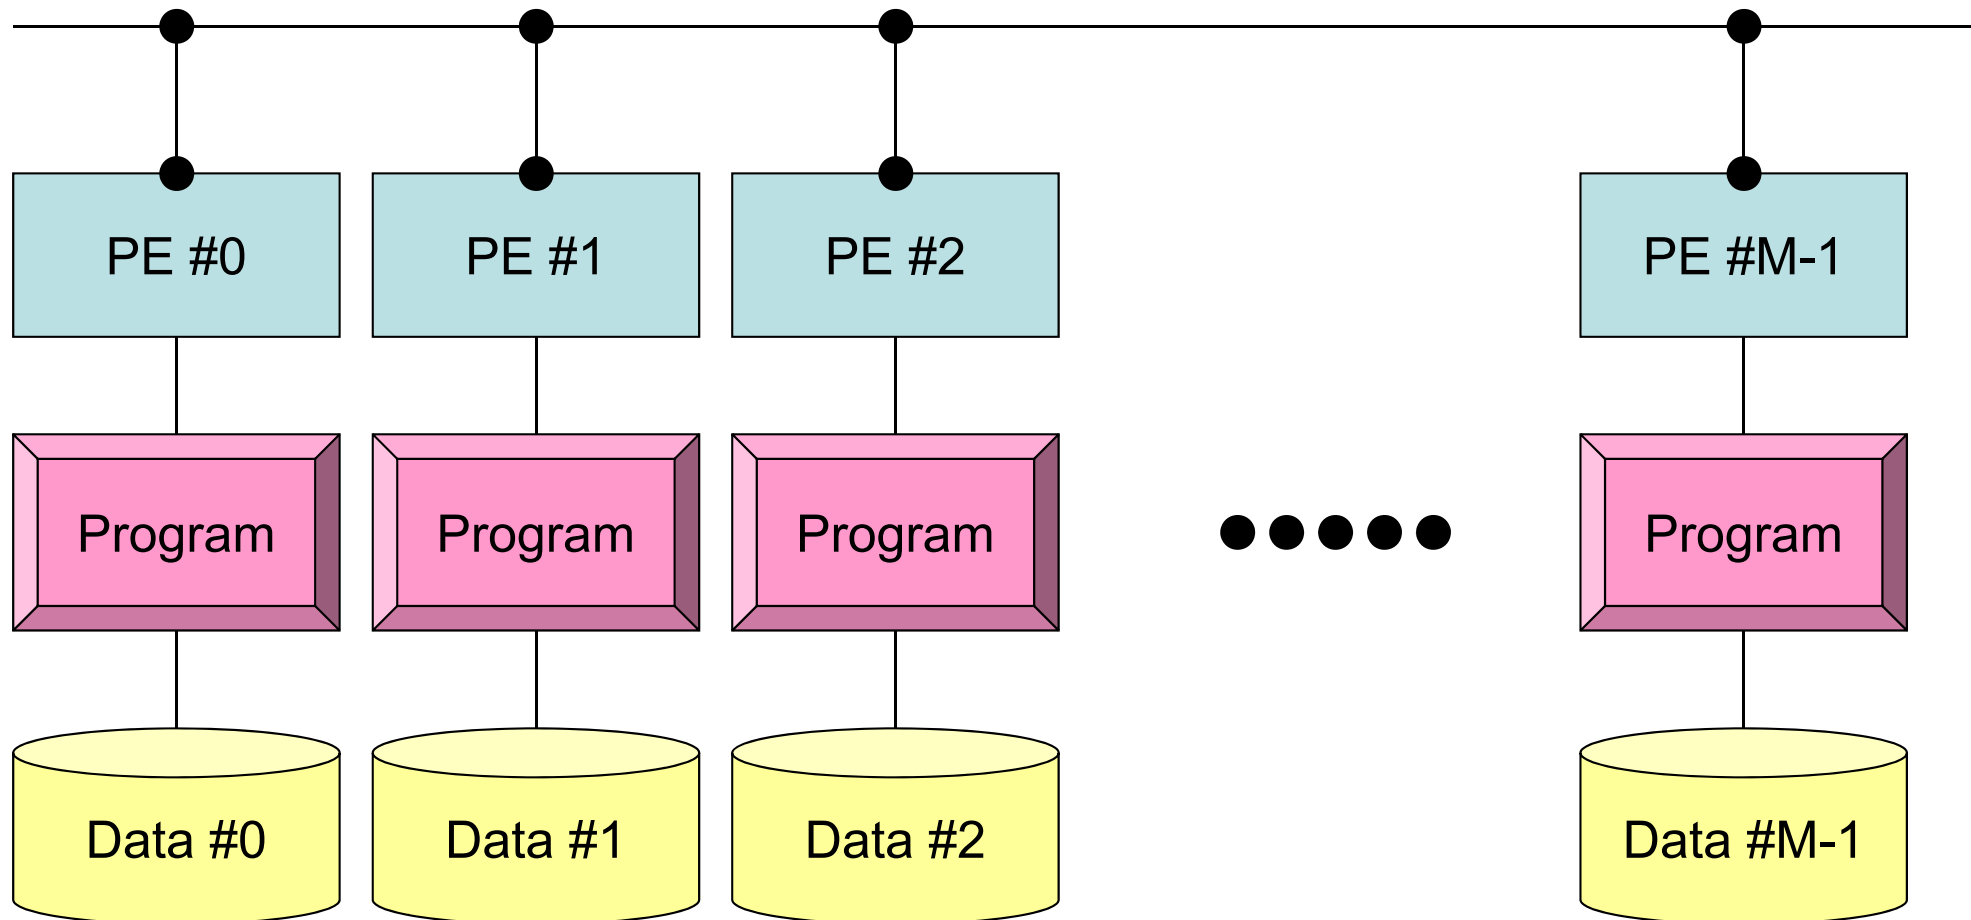 PE #0
PE #1
PE #2
PE #M-1
Program
Program
Program
Program
Data #0
Data #1
Data #2
Data #M-1